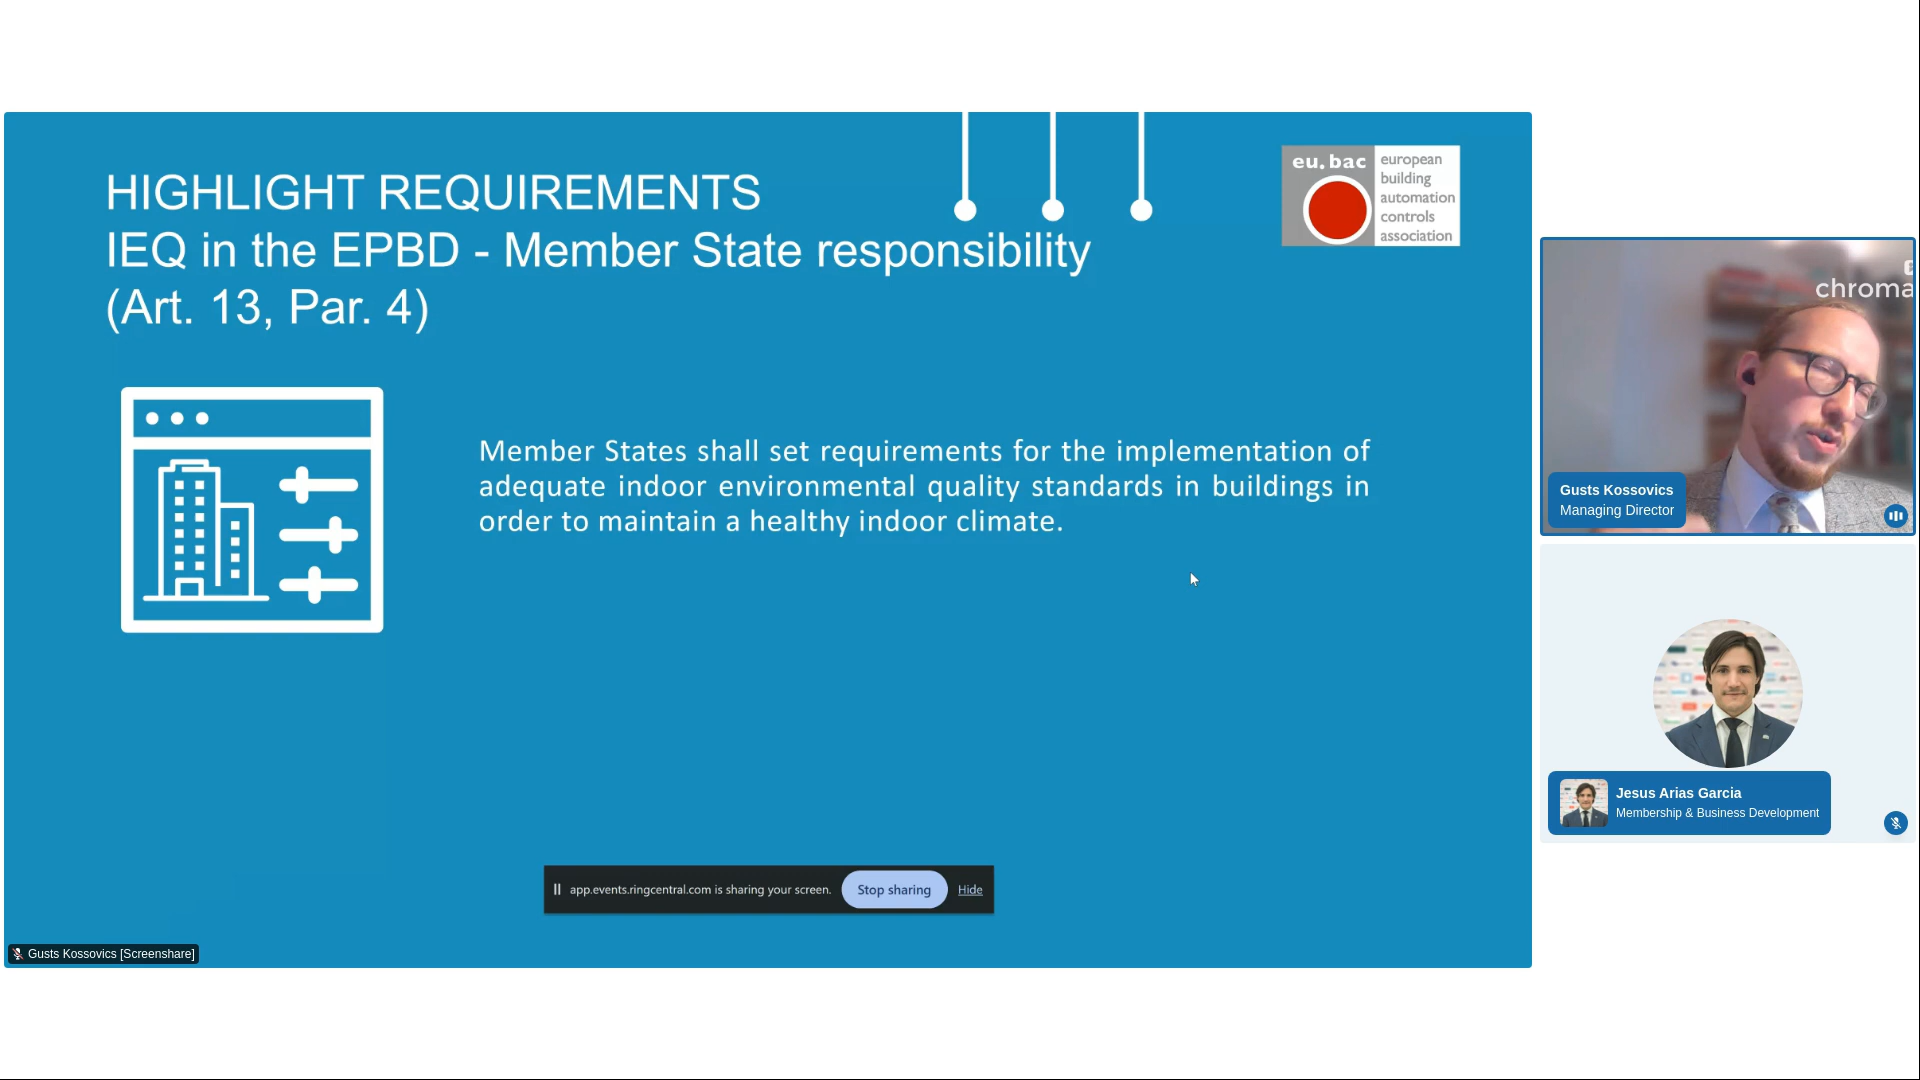 HIGHLIGHT REQUIREMENTS
IEQ in the EPBD - Member State responsibility
(Art. 13, Par. 4)
eu.bac
european
building
automation
controls
association
Member States shall set requirements for the implementation of
adequate indoor environmental quality standards in buildings in
order to maintain a healthy indoor climate.
app.events.ringcentral.com is sharing your screen.
Stop sharing
Hide
Gusts Kossovics [Screenshare]
chroma
Gusts Kossovics
Managing Director
Jesus Arias Garcia
Membership & Business Development